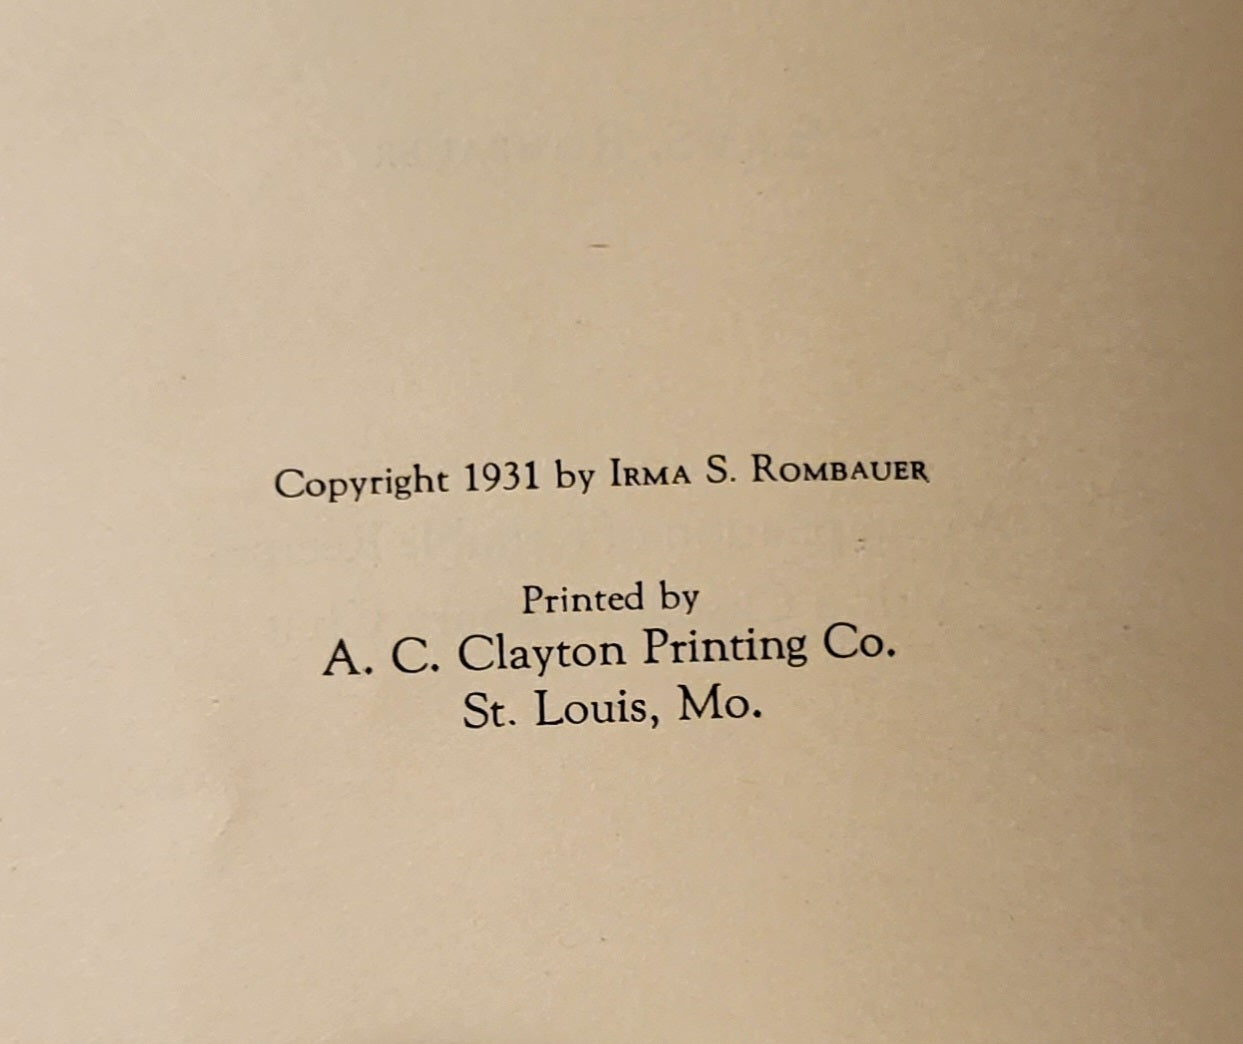 Copyright 1931 by IRMA S. ROMBAUER
Printed by
A. C. Clayton Printing Co.
St. Louis, Mo.